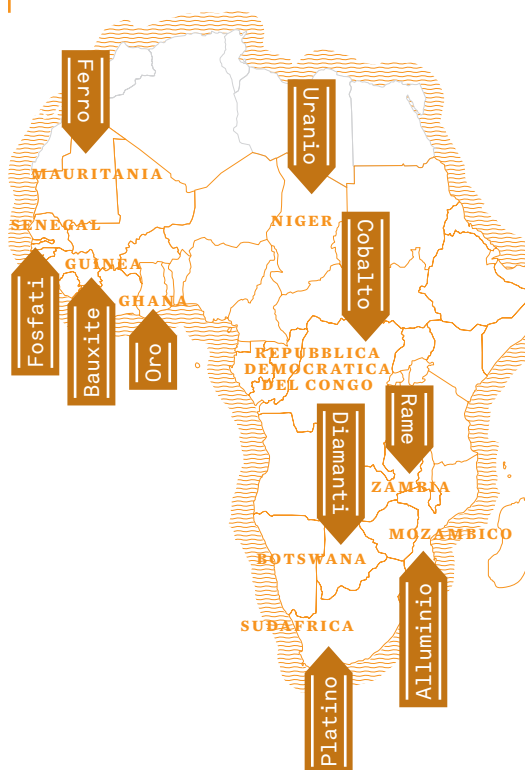 Ferro
Uranio
MAURITANIA
SENEGAL
NIGER
Cobalto
GUINEA
GHANA
Fosfati
Bauxite
Oro
REPUBBLICA
DEMOCRATICA
DEL CONGO
Rame
Diamanti
ZAMBIA
MOZAMBICO
BOTSWANA
Alluminio
SUDAFRICA
Platino